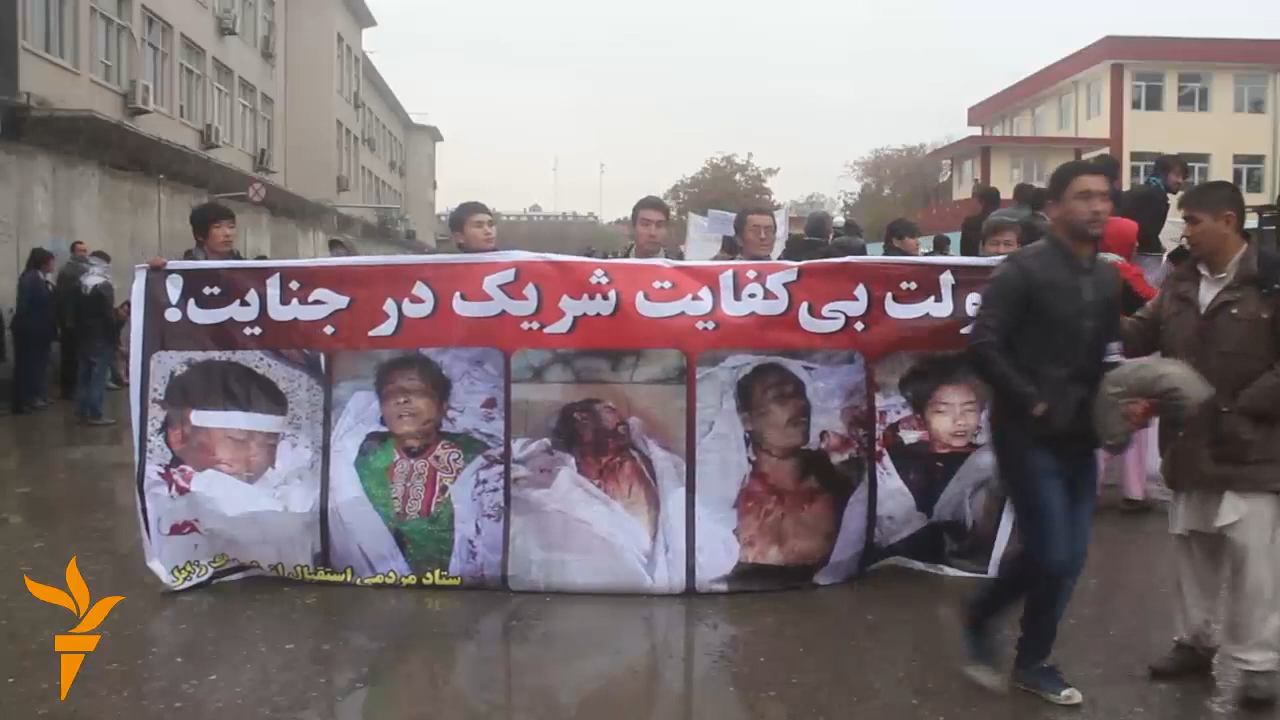 ولت بی‌کفایت شریک در جنایت!
ستاد مردمی استقبال از